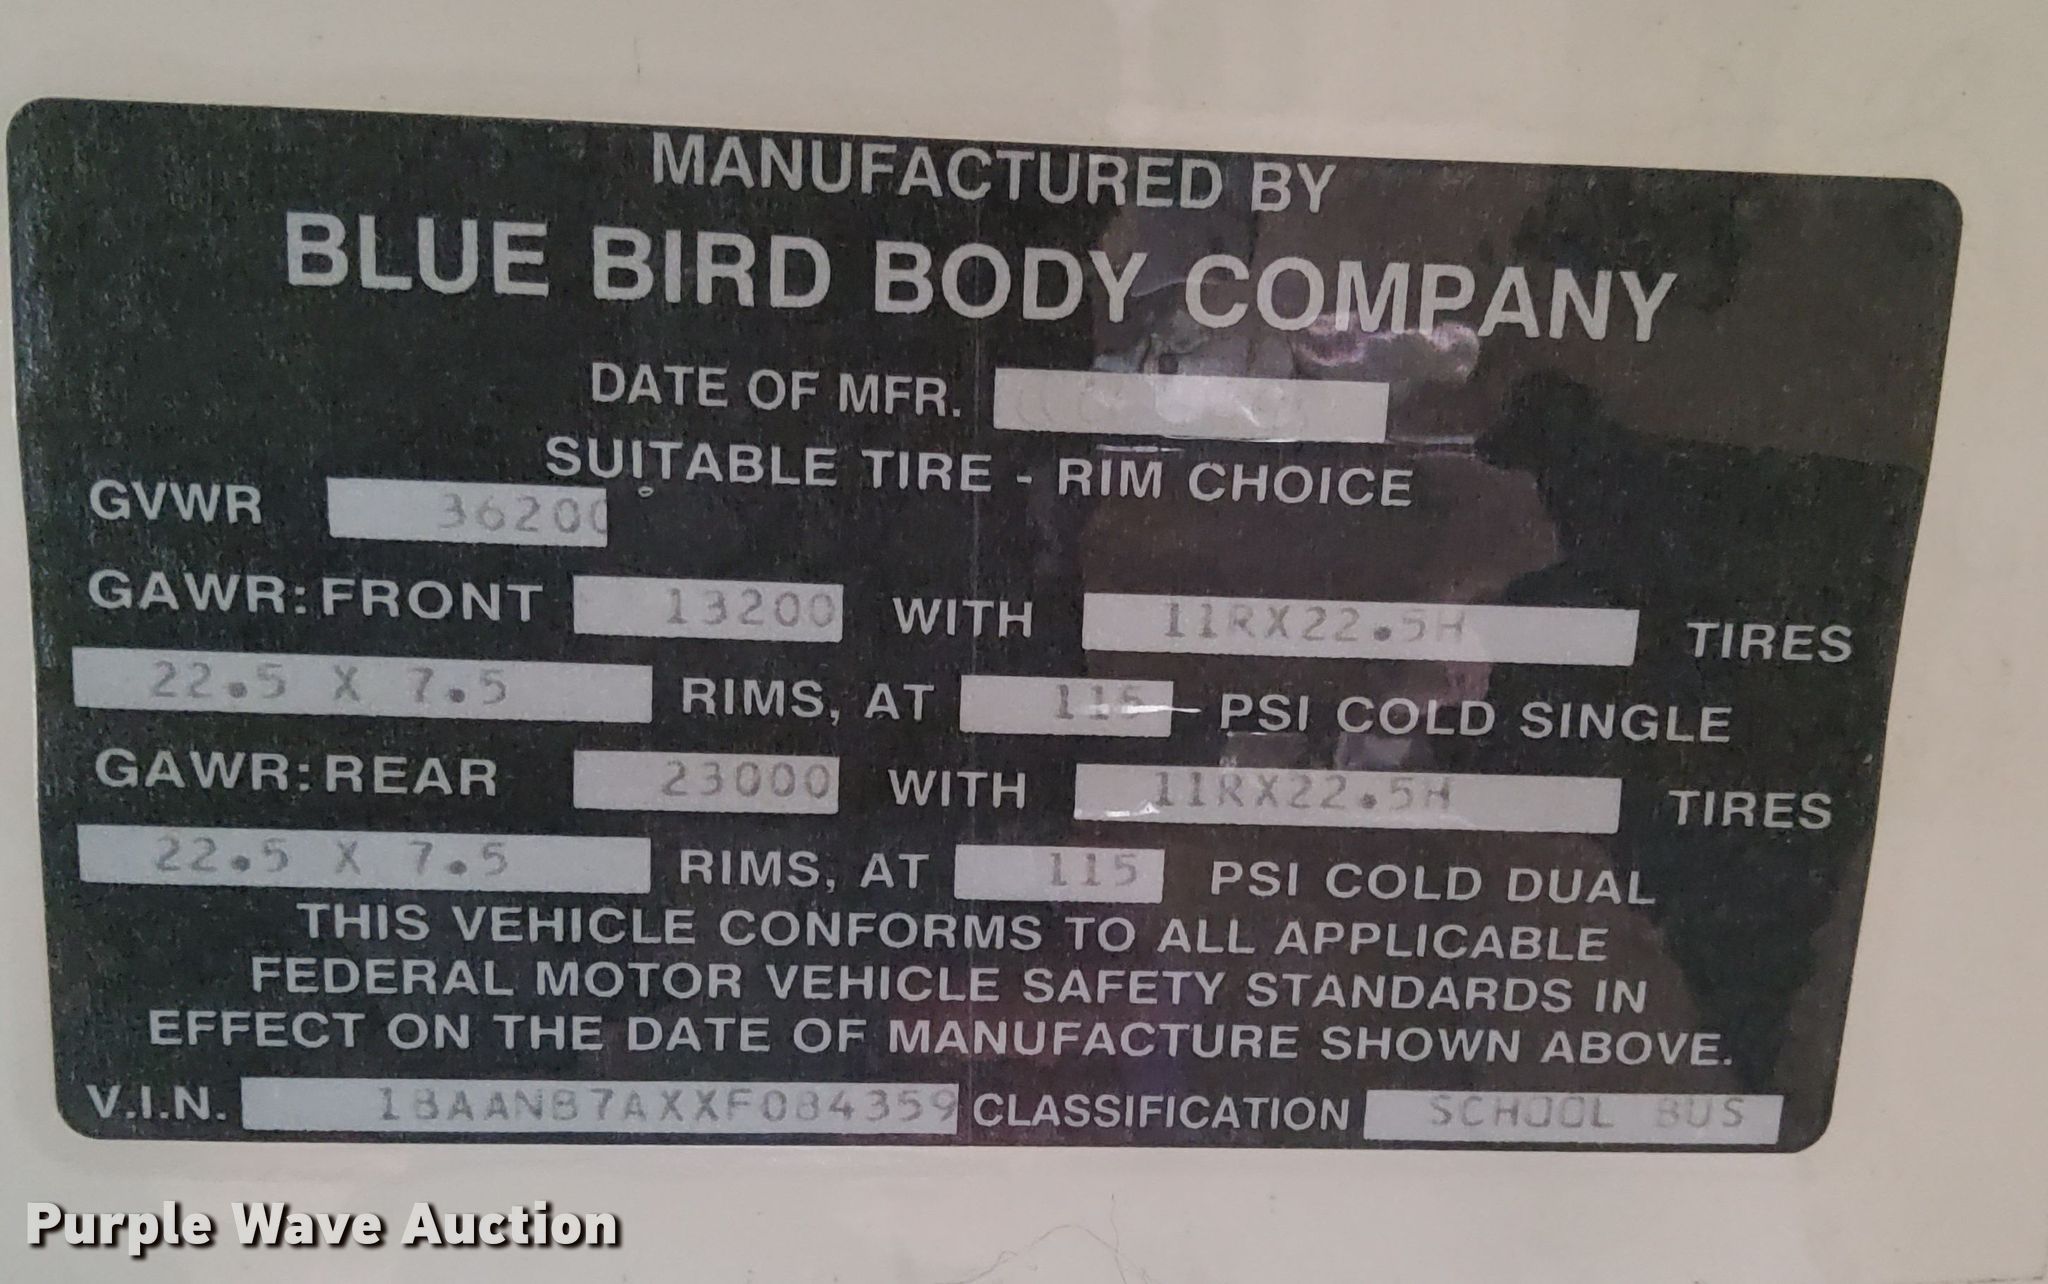 MANUFACTURED BY
BLUE BIRD BODY COMPANY
DATE OF MFR.
SUITABLE TIRE - RIM CHOICE
GVWR 36200
GAWR: FRONT 13200 WITH 11RX22.5H TIRES
22.5 X 7.5 RIMS, AT 115 PSI COLD SINGLE
GAWR: REAR 23000 WITH 11RX22.5H TIRES
22.5 X 7.5 RIMS, AT 115 PSI COLD DUAL
THIS VEHICLE CONFORMS TO ALL APPLICABLE
FEDERAL MOTOR VEHICLE SAFETY STANDARDS IN
EFFECT ON THE DATE OF MANUFACTURE SHOWN ABOVE.
V.I.N. 1BAANB7AXXF084359 CLASSIFICATION SCHOOL BUS
Purple Wave Auction